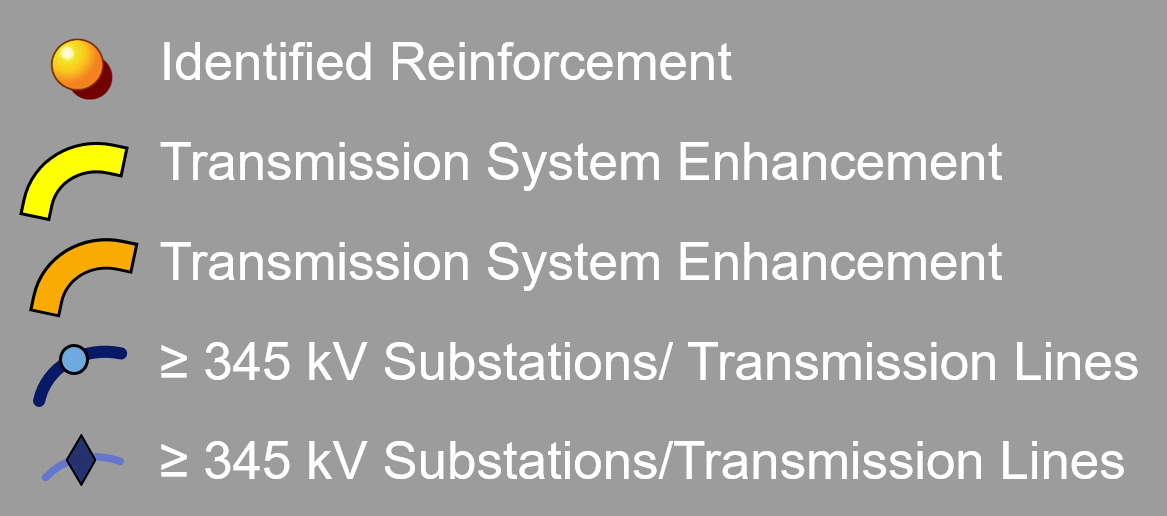 Identified Reinforcement
Transmission System Enhancement
Transmission System Enhancement
≥ 345 kV Substations/ Transmission Lines
≥ 345 kV Substations/Transmission Lines